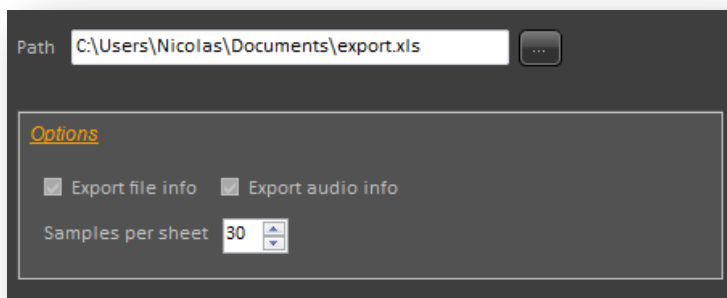 Path C:\Users\Nicolas\Documents\export.xls ...
Options
Export file info Export audio info
Samples per sheet 30